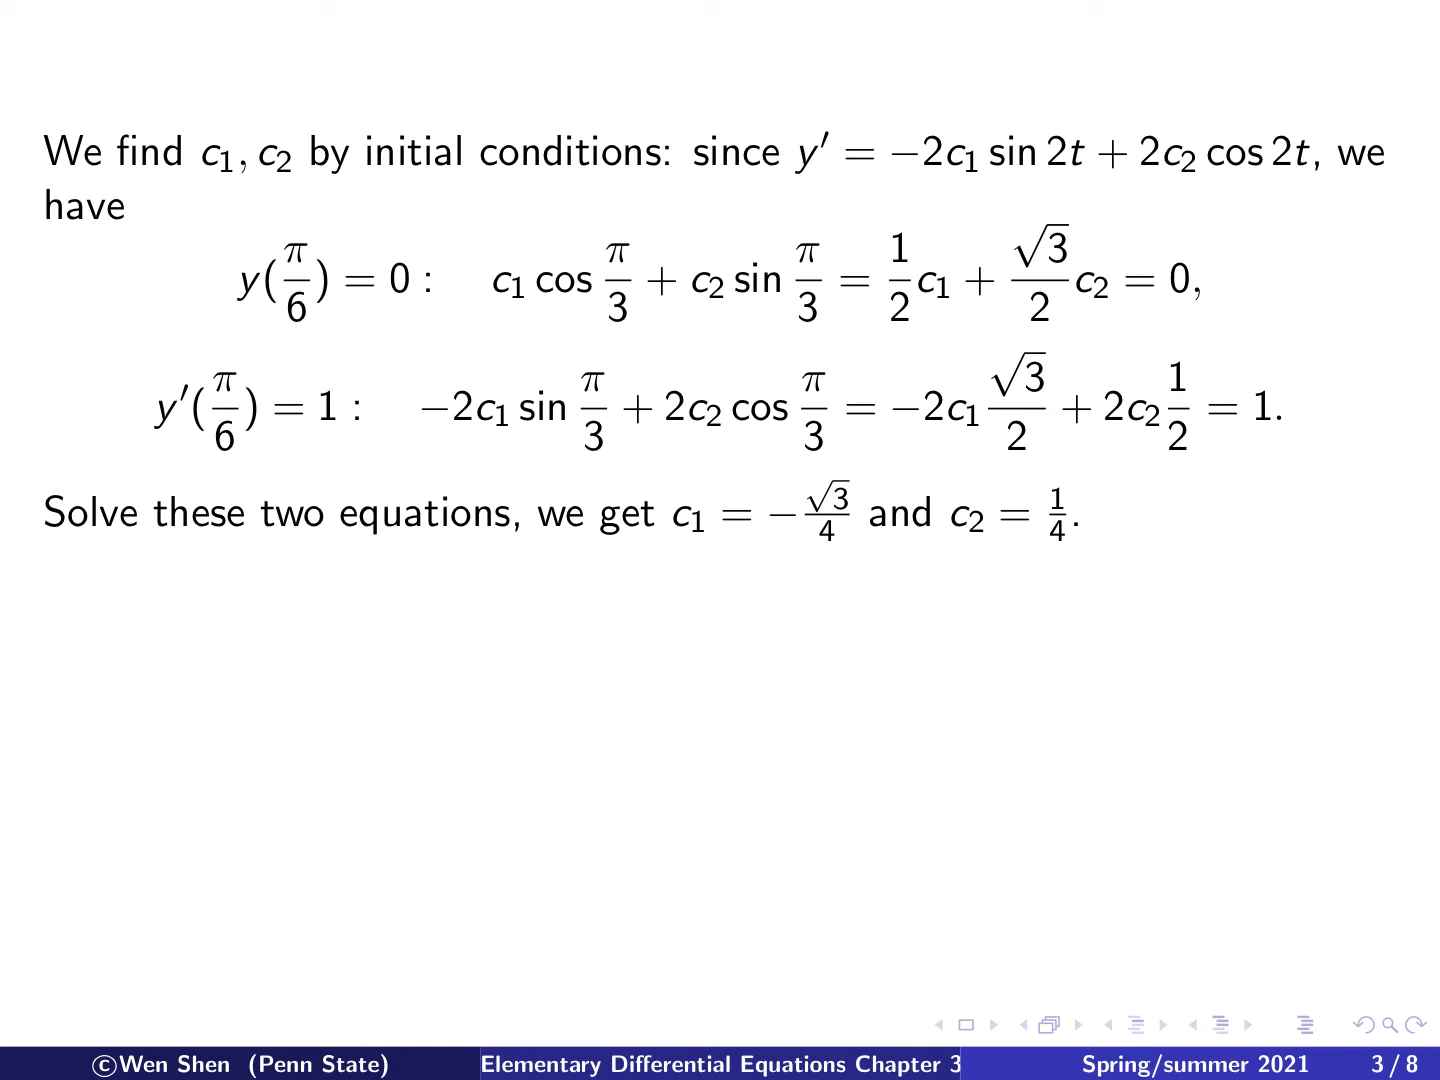 We find c₁, c₂ by initial conditions: since y′ = −2c₁ sin 2t + 2c₂ cos 2t, we
have
y(π/6) = 0 : c₁ cos π/3 + c₂ sin π/3 = 1/2 c₁ + √3/2 c₂ = 0,
y′(π/6) = 1 : −2c₁ sin π/3 + 2c₂ cos π/3 = −2c₁ √3/2 + 2c₂ 1/2 = 1.
Solve these two equations, we get c₁ = −√3/4 and c₂ = 1/4.
©Wen Shen (Penn State) Elementary Differential Equations Chapter 3 Spring/summer 2021 3 / 8